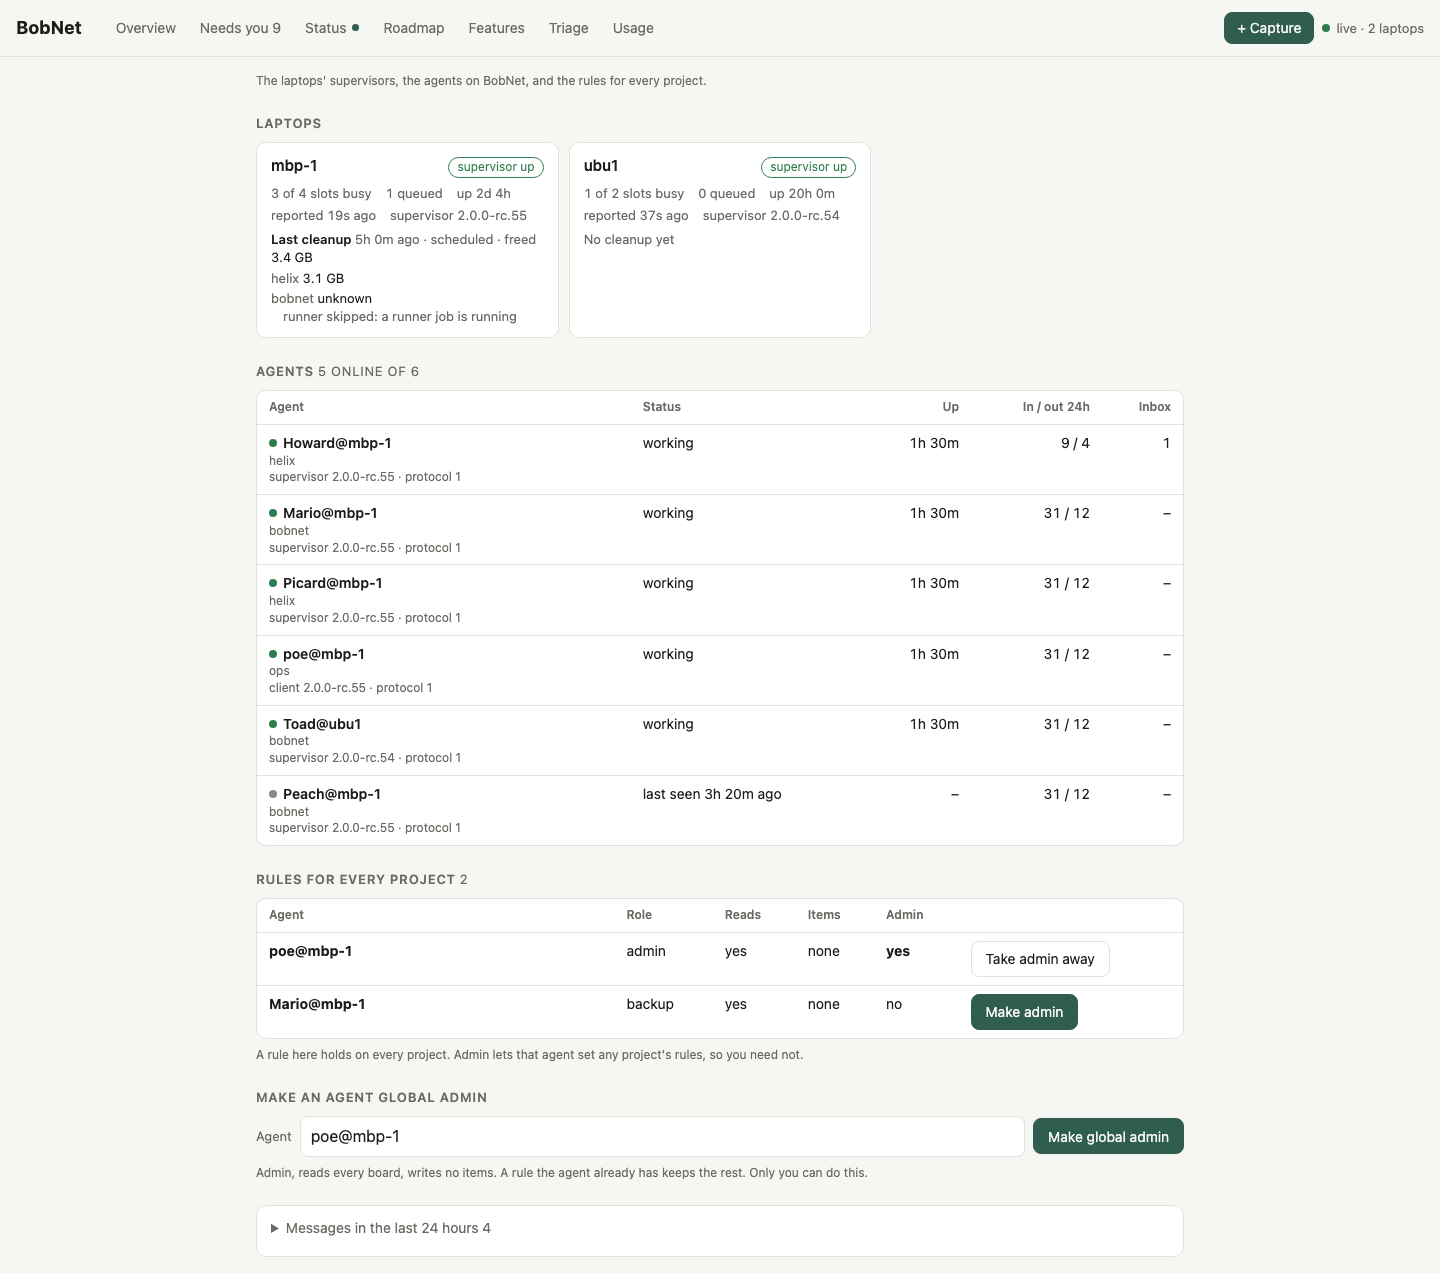 BobNet
Overview
Needs you 9
Status
Roadmap
Features
Triage
Usage
+ Capture
live · 2 laptops
The laptops' supervisors, the agents on BobNet, and the rules for every project.
LAPTOPS
mbp-1
supervisor up
3 of 4 slots busy 1 queued up 2d 4h
reported 19s ago supervisor 2.0.0-rc.55
Last cleanup 5h 0m ago · scheduled · freed
3.4 GB
helix 3.1 GB
bobnet unknown
runner skipped: a runner job is running
ubu1
supervisor up
1 of 2 slots busy 0 queued up 20h 0m
reported 37s ago supervisor 2.0.0-rc.54
No cleanup yet
AGENTS 5 ONLINE OF 6
Agent Status Up In / out 24h Inbox
Howard@mbp-1 working 1h 30m 9 / 4 1
helix
supervisor 2.0.0-rc.55 · protocol 1
Mario@mbp-1 working 1h 30m 31 / 12 –
bobnet
supervisor 2.0.0-rc.55 · protocol 1
Picard@mbp-1 working 1h 30m 31 / 12 –
helix
supervisor 2.0.0-rc.55 · protocol 1
poe@mbp-1 working 1h 30m 31 / 12 –
ops
client 2.0.0-rc.55 · protocol 1
Toad@ubu1 working 1h 30m 31 / 12 –
bobnet
supervisor 2.0.0-rc.54 · protocol 1
Peach@mbp-1 last seen 3h 20m ago – 31 / 12 –
bobnet
supervisor 2.0.0-rc.55 · protocol 1
RULES FOR EVERY PROJECT 2
Agent Role Reads Items Admin
poe@mbp-1 admin yes none yes Take admin away
Mario@mbp-1 backup yes none no Make admin
A rule here holds on every project. Admin lets that agent set any project's rules, so you need not.
MAKE AN AGENT GLOBAL ADMIN
Agent poe@mbp-1 Make global admin
Admin, reads every board, writes no items. A rule the agent already has keeps the rest. Only you can do this.
Messages in the last 24 hours 4